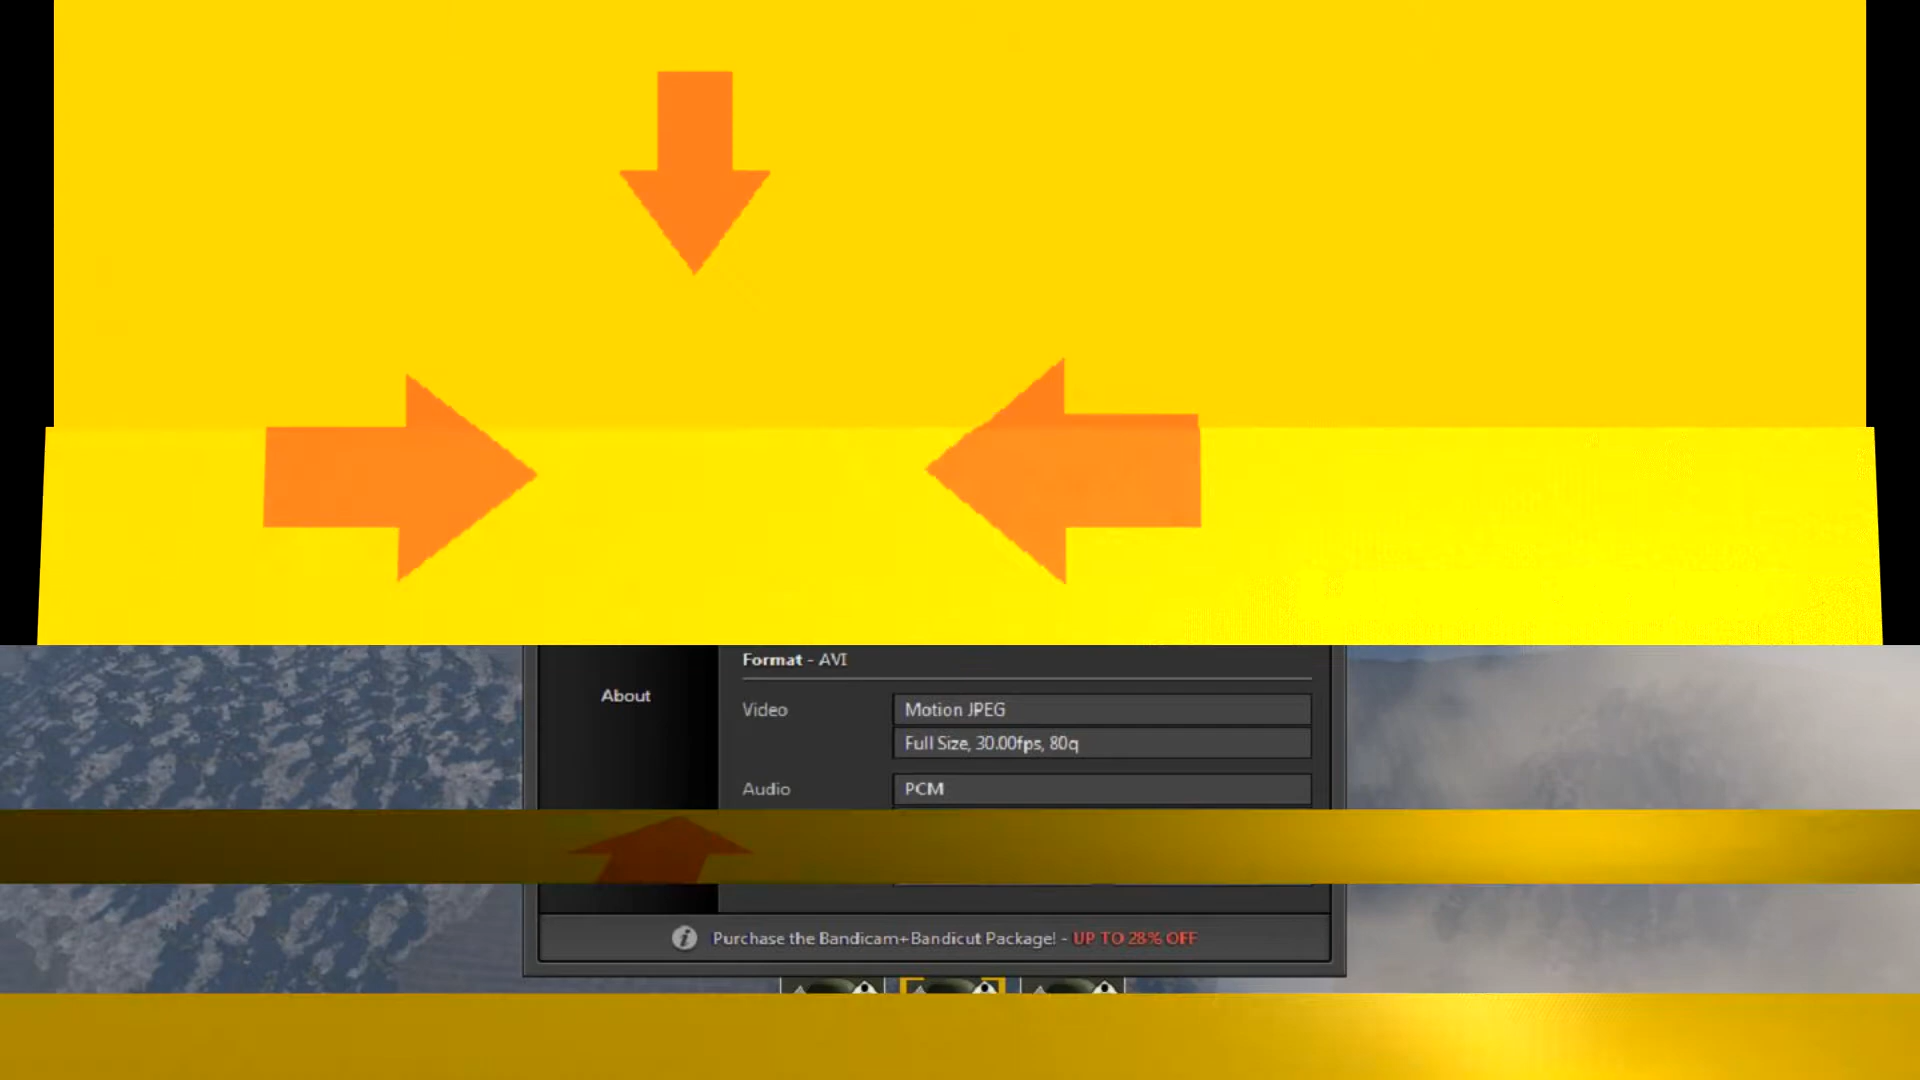 Format - AVI
About
Video
Motion JPEG
Full Size, 30.00fps, 80q
Audio
PCM
Purchase the Bandicam+Bandicut Package! - UP TO 28% OFF